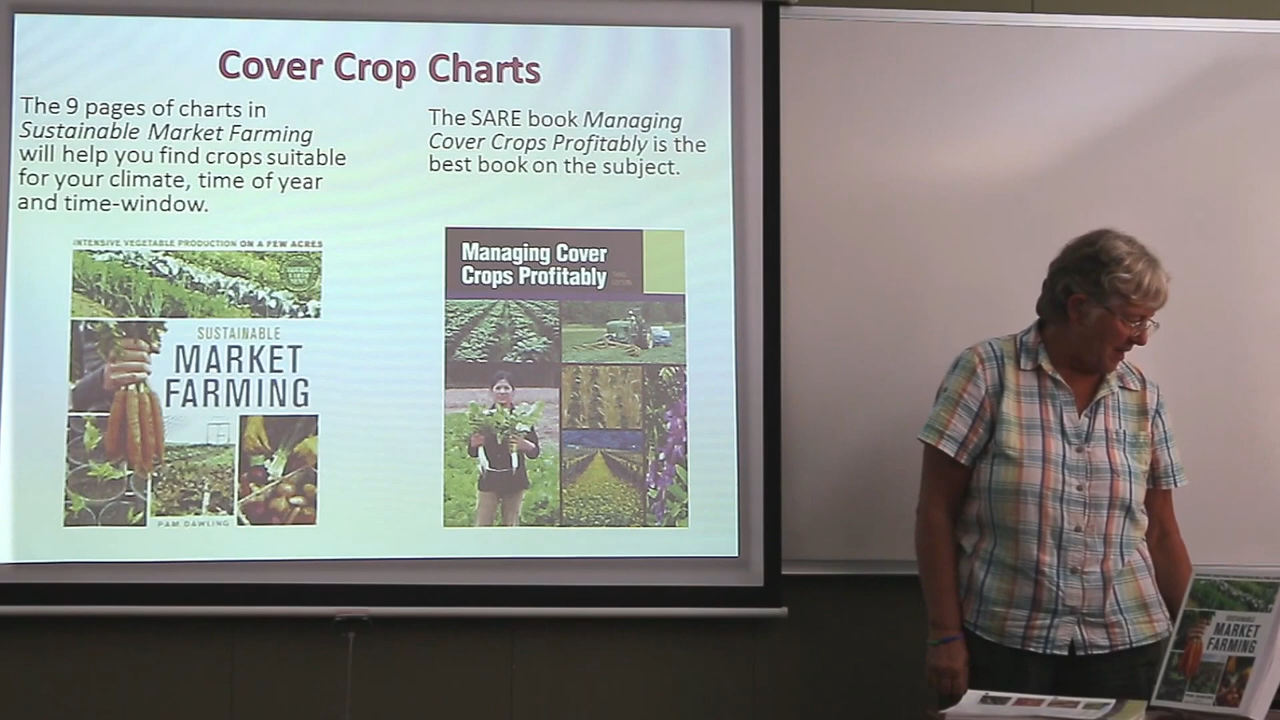 Cover Crop Charts
The 9 pages of charts in
Sustainable Market Farming
will help you find crops suitable
for your climate, time of year
and time-window.
The SARE book Managing
Cover Crops Profitably is the
best book on the subject.
INTENSIVE VEGETABLE PRODUCTION ON A FEW ACRES
SUSTAINABLE
MARKET
FARMING
PAM DAWLING
Managing Cover
Crops Profitably
SUSTAINABLE
MARKET
FARMING